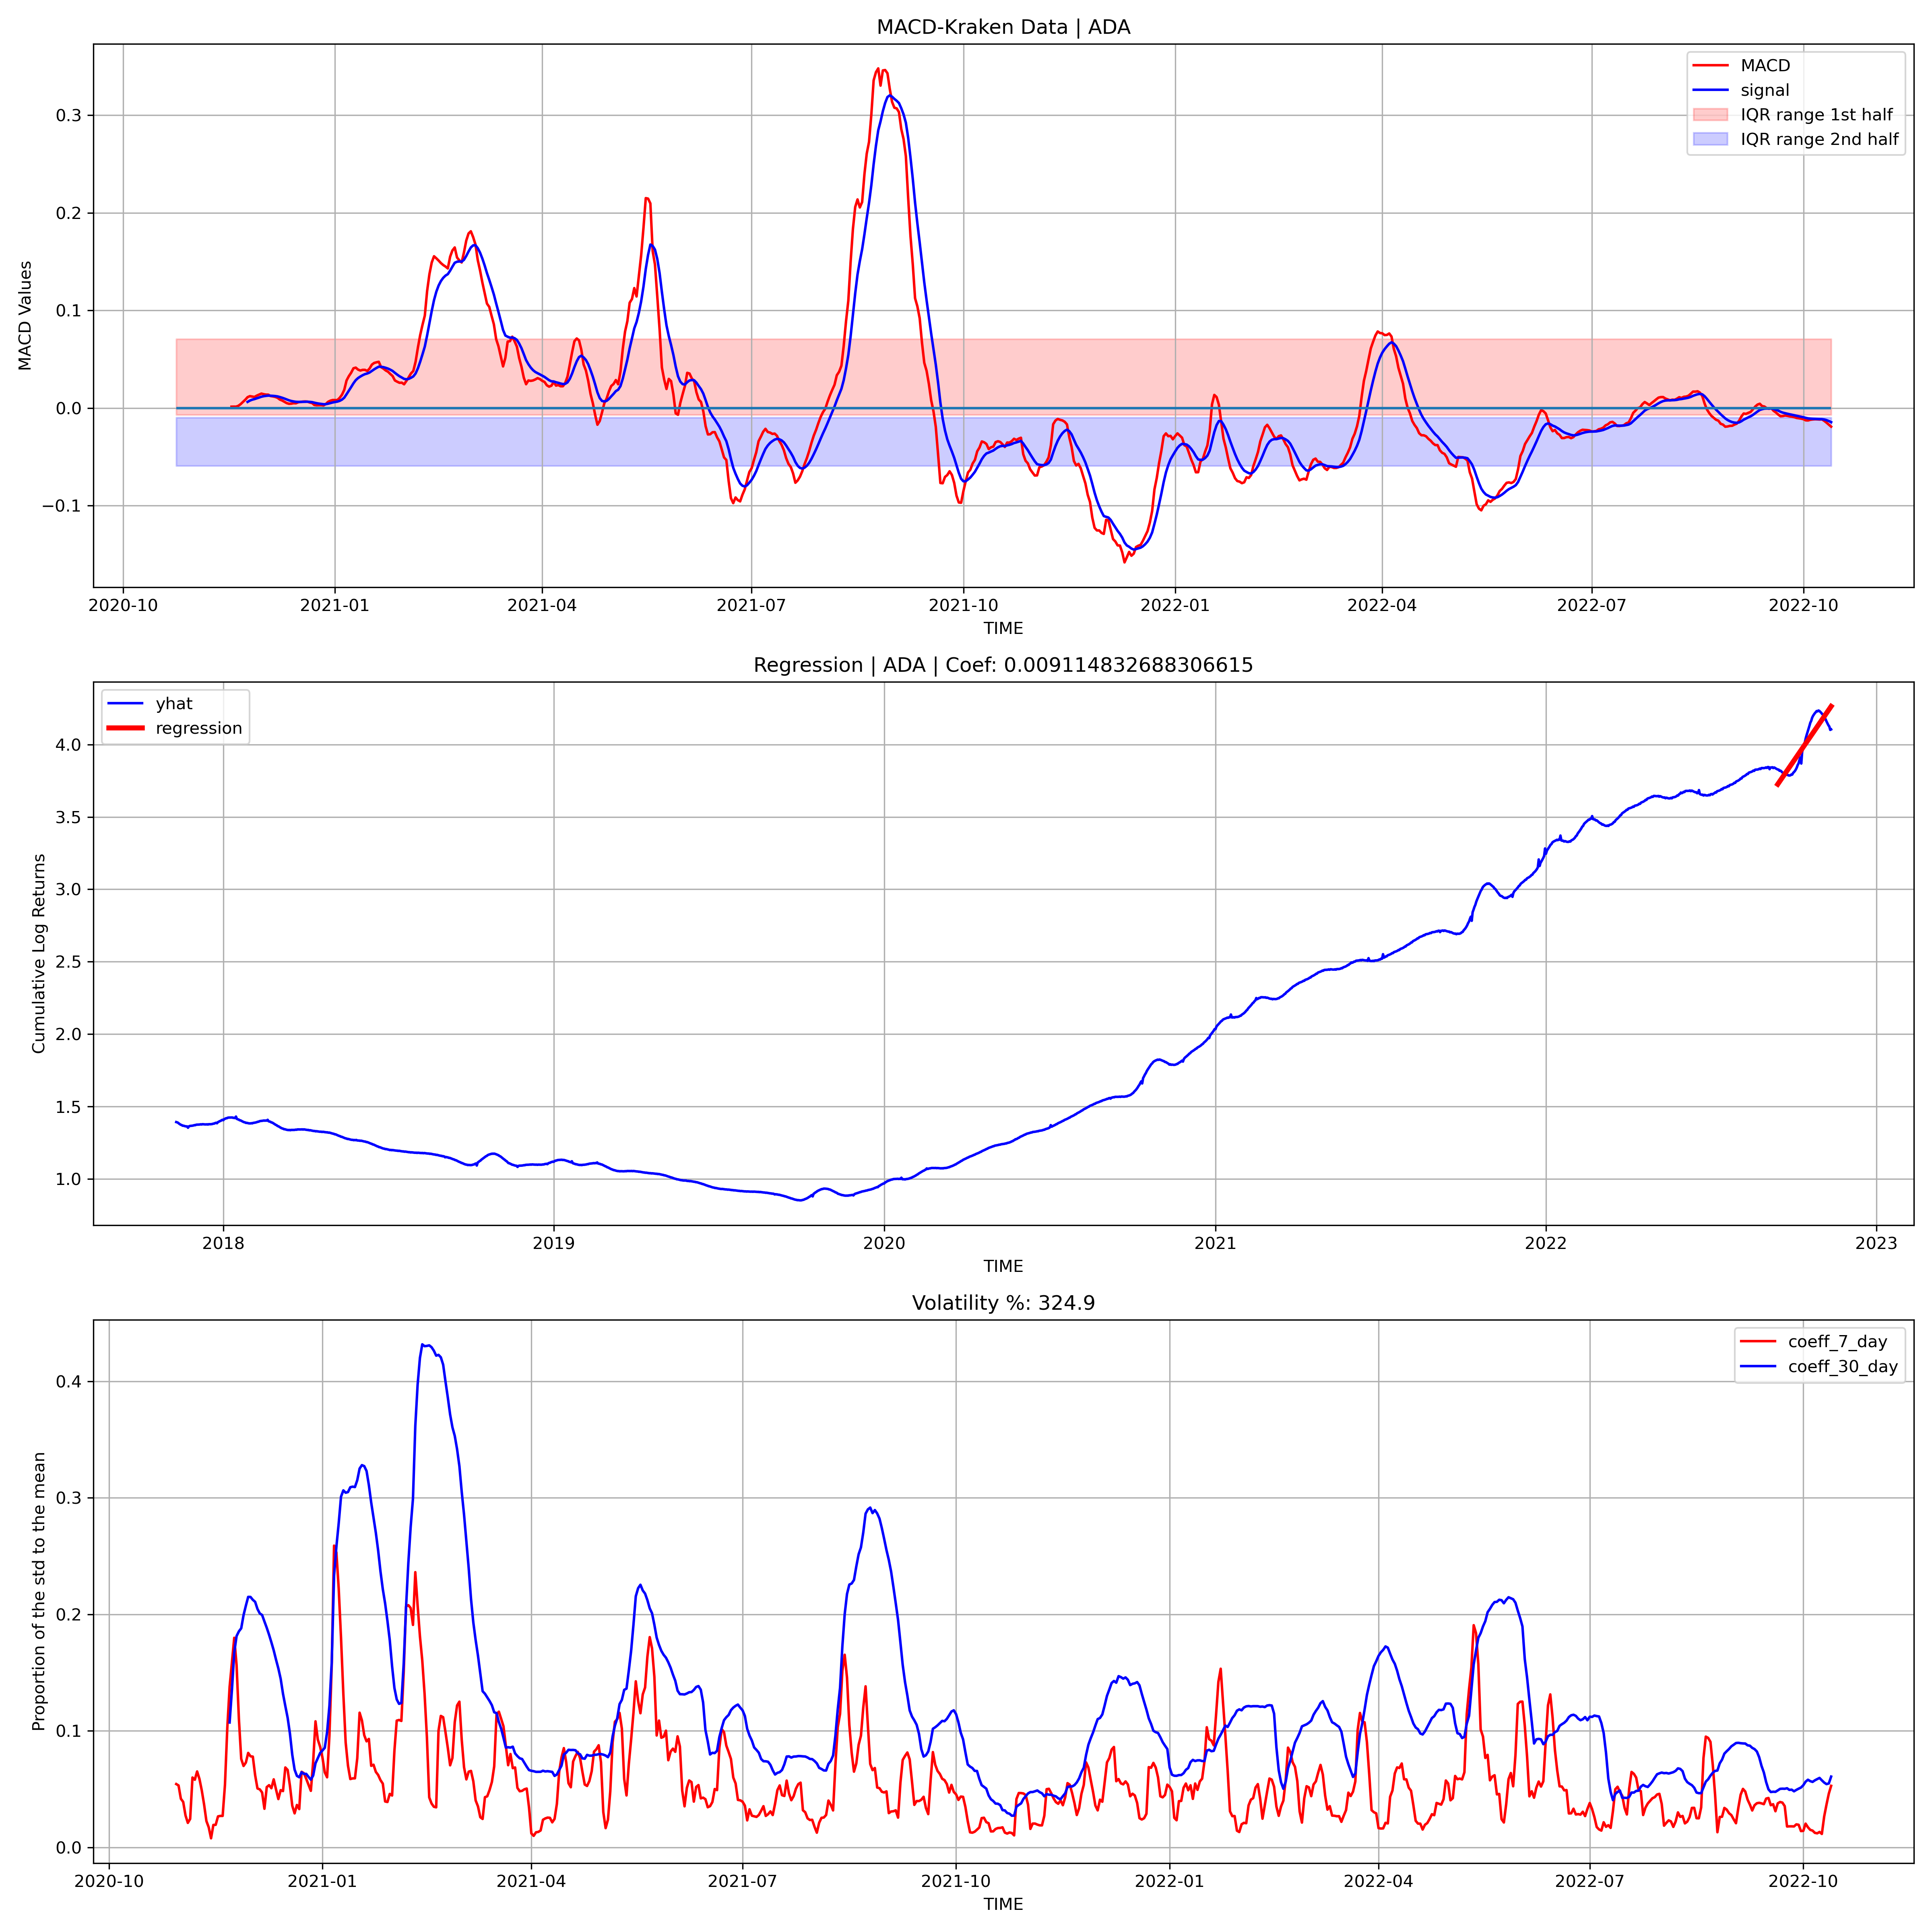 MACD-Kraken Data | ADA
MACD
signal
IQR range 1st half
IQR range 2nd half
MACD Values
0.3
0.2
0.1
0.0
−0.1
2020-10 2021-01 2021-04 2021-07 2021-10 2022-01 2022-04 2022-07 2022-10
TIME
Regression | ADA | Coef: 0.009114832688306615
yhat
regression
Cumulative Log Returns
4.0
3.5
3.0
2.5
2.0
1.5
1.0
2018 2019 2020 2021 2022 2023
TIME
Volatility %: 324.9
coeff_7_day
coeff_30_day
Proportion of the std to the mean
0.4
0.3
0.2
0.1
0.0
2020-10 2021-01 2021-04 2021-07 2021-10 2022-01 2022-04 2022-07 2022-10
TIME